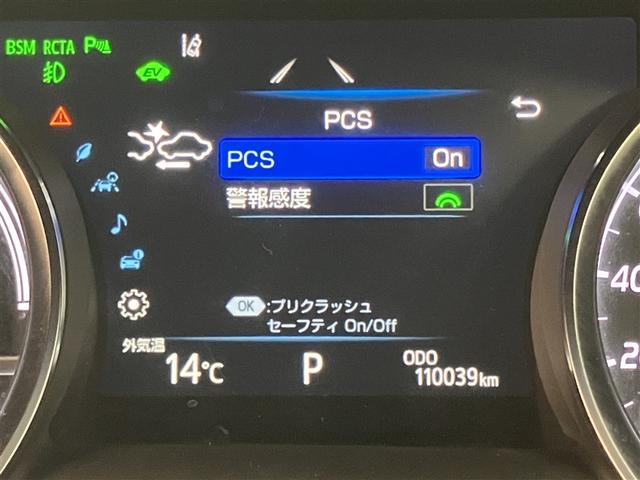 BSM RCTA P
EV
PCS
PCS On
警報感度
OK :プリクラッシュ
セーフティ On/Off
外気温
14℃
P
ODO
110039km
40
20